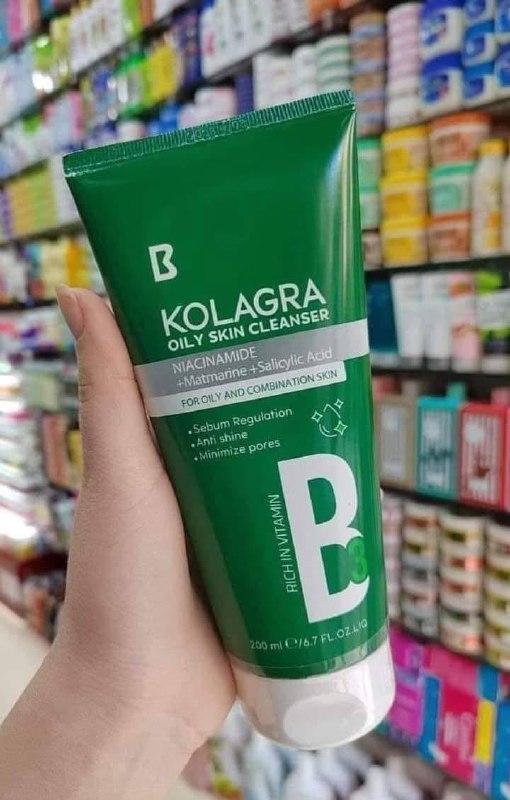 B
KOLAGRA
OILY SKIN CLEANSER
NIACINAMIDE
+Matmarine+Salicylic Acid
FOR OILY AND COMBINATION SKIN
• Sebum Regulation
• Anti shine
• Minimize pores
RICH IN VITAMIN
B3
200 ml ℮/6.7 FL.OZ.LIQ